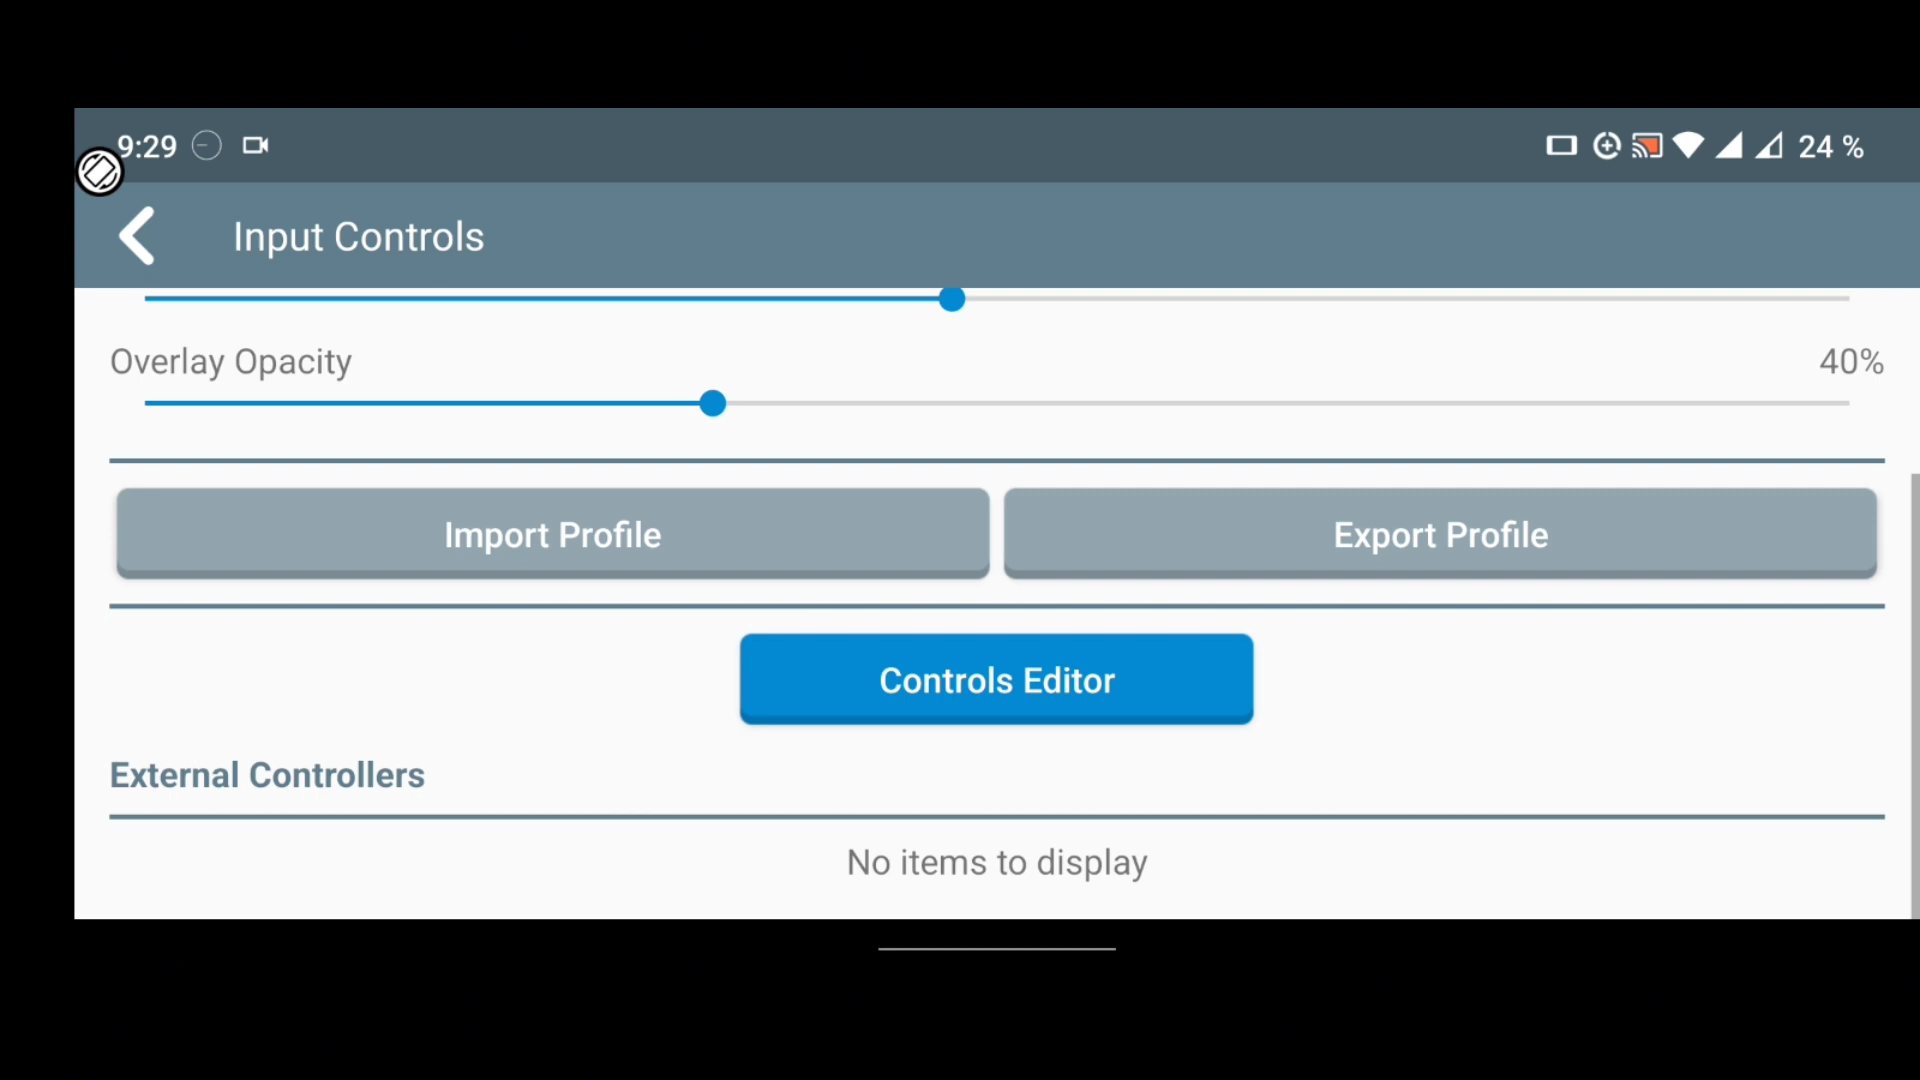 9:29
24 %
Input Controls
Overlay Opacity
40%
Import Profile
Export Profile
Controls Editor
External Controllers
No items to display